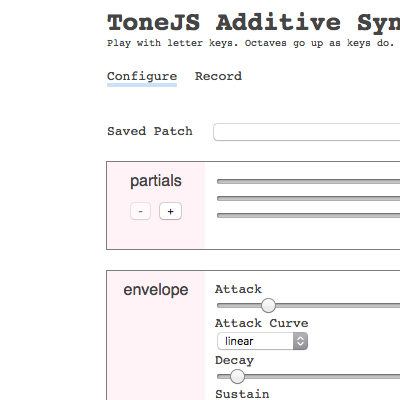 ToneJS Additive Syn
Play with letter keys. Octaves go up as keys do.
Configure Record
Saved Patch
partials
- +
envelope
Attack
Attack Curve
linear
Decay
Sustain